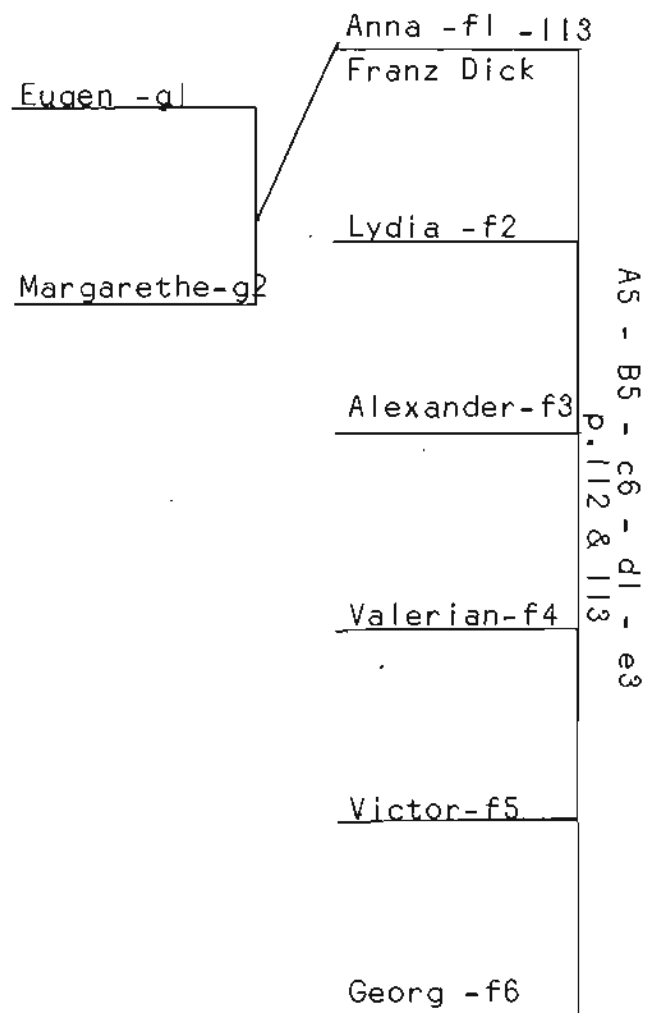 Anna -f1 -113
Franz Dick
Eugen -g1
Lydia -f2
Margarethe-g2
Alexander-f3
Valerian-f4
Victor-f5
Georg -f6
A5 - B5 - c6 - d1 - e3
p.112 & 113